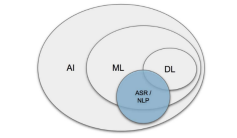 AI ML DL
ASR /
NLP